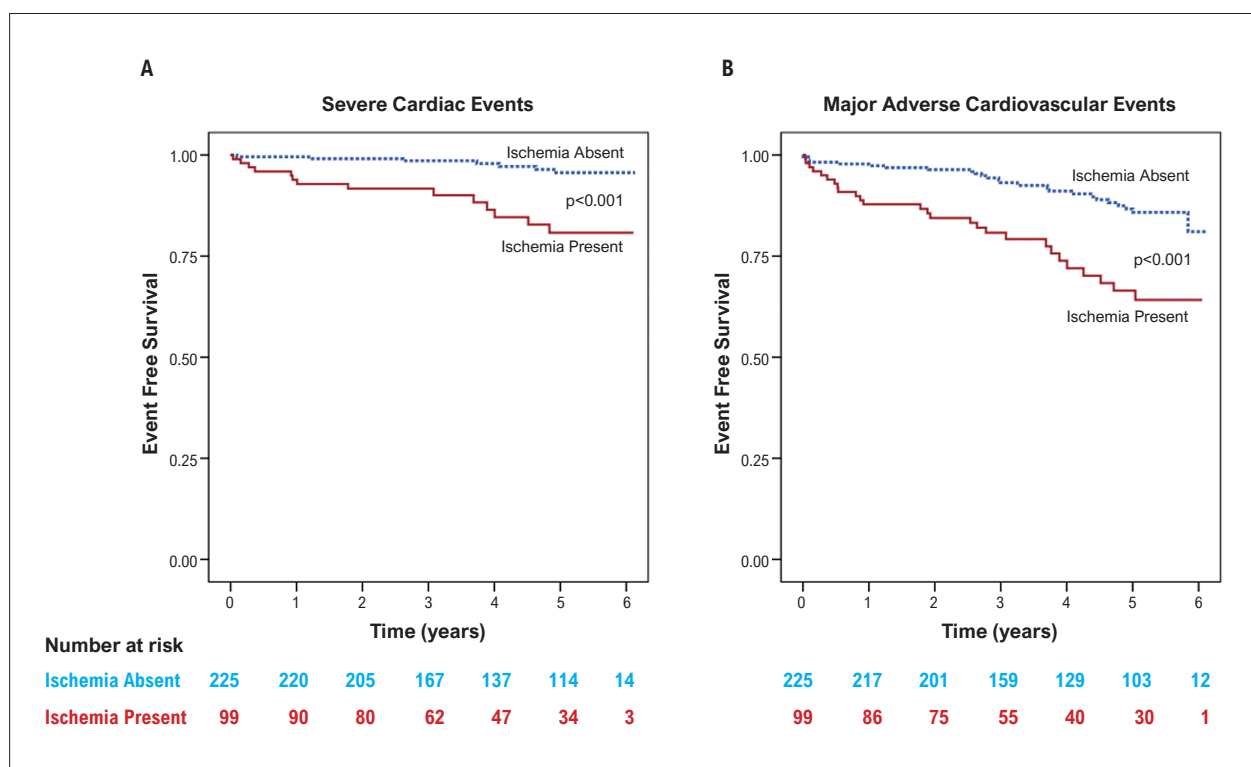 A
Severe Cardiac Events
Event Free Survival
1.00
0.75
0.50
0.25
0.00
Ischemia Absent
p<0.001
Ischemia Present
0 1 2 3 4 5 6
Time (years)
B
Major Adverse Cardiovascular Events
Event Free Survival
1.00
0.75
0.50
0.25
0.00
Ischemia Absent
p<0.001
Ischemia Present
0 1 2 3 4 5 6
Time (years)
Number at risk
Ischemia Absent 225 220 205 167 137 114 14 225 217 201 159 129 103 12
Ischemia Present 99 90 80 62 47 34 3 99 86 75 55 40 30 1